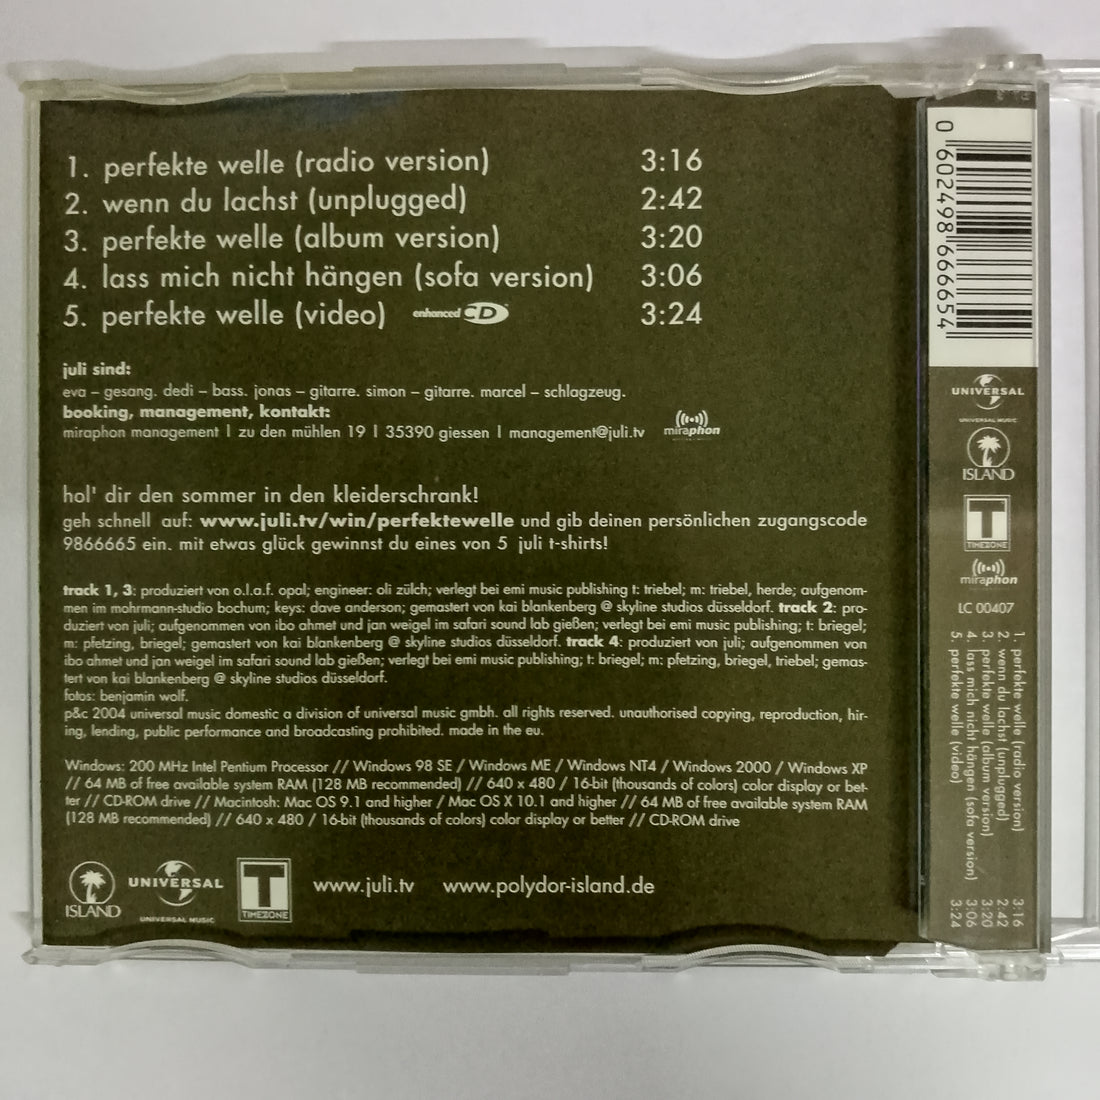 1. perfekte welle (radio version) 3:16
2. wenn du lachst (unplugged) 2:42
3. perfekte welle (album version) 3:20
4. lass mich nicht hängen (sofa version) 3:06
5. perfekte welle (video) enhanced CD 3:24
juli sind:
eva – gesang. dedi – bass. jonas – gitarre. simon – gitarre. marcel – schlagzeug.
booking, management, kontakt:
miraphon management | zu den mühlen 19 | 35390 giessen | management@juli.tv miraphon
hol' dir den sommer in den kleiderschrank!
geh schnell auf: www.juli.tv/win/perfektewelle und gib deinen persönlichen zugangscode
9866665 ein. mit etwas glück gewinnst du eines von 5 juli t-shirts!
track 1, 3: produziert von o.l.a.f. opal; engineer: oli zülch; verlegt bei emi music publishing t: triebel; m: triebel, herde; aufgenom-
men im mohrmann-studio bochum; keys: dave anderson; gemastert von kai blankenberg @ skyline studios düsseldorf. track 2: pro-
duziert von juli; aufgenommen von ibo ahmet und jan weigel im safari sound lab gießen; verlegt bei emi music publishing; t: briegel;
m: pfetzing, briegel; gemastert von kai blankenberg @ skyline studios düsseldorf. track 4: produziert von juli; aufgenommen von
ibo ahmet und jan weigel im safari sound lab gießen; verlegt bei emi music publishing; t: briegel; m: pfetzing, briegel, triebel; gemas-
tert von kai blankenberg @ skyline studios düsseldorf.
fotos: benjamin wolf.
p&c 2004 universal music domestic a division of universal music gmbh. all rights reserved. unauthorised copying, reproduction, hir-
ing, lending, public performance and broadcasting prohibited. made in the eu.
Windows: 200 MHz Intel Pentium Processor // Windows 98 SE / Windows ME / Windows NT4 / Windows 2000 / Windows XP
// 64 MB of free available system RAM (128 MB recommended) // 640 x 480 / 16-bit (thousands of colors) color display or bet-
ter // CD-ROM drive // Macintosh: Mac OS 9.1 and higher / Mac OS X 10.1 and higher // 64 MB of free available system RAM
(128 MB recommended) // 640 x 480 / 16-bit (thousands of colors) color display or better // CD-ROM drive
ISLAND
UNIVERSAL
UNIVERSAL MUSIC
T
TIMEZONE
www.juli.tv www.polydor-island.de
0 602498 666654
UNIVERSAL
UNIVERSAL MUSIC
ISLAND
T
TIMEZONE
miraphon
LC 00407
1. perfekte welle (radio version) 3:16
2. wenn du lachst (unplugged) 2:42
3. perfekte welle (album version) 3:20
4. lass mich nicht hängen (sofa version) 3:06
5. perfekte welle (video) 3:24